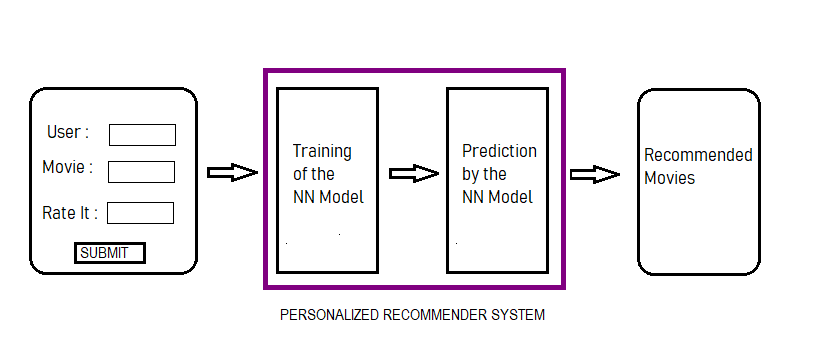 User :
Movie :
Rate It :
SUBMIT
Training
of the
NN Model
Prediction
by the
NN Model
Recommended
Movies
PERSONALIZED RECOMMENDER SYSTEM